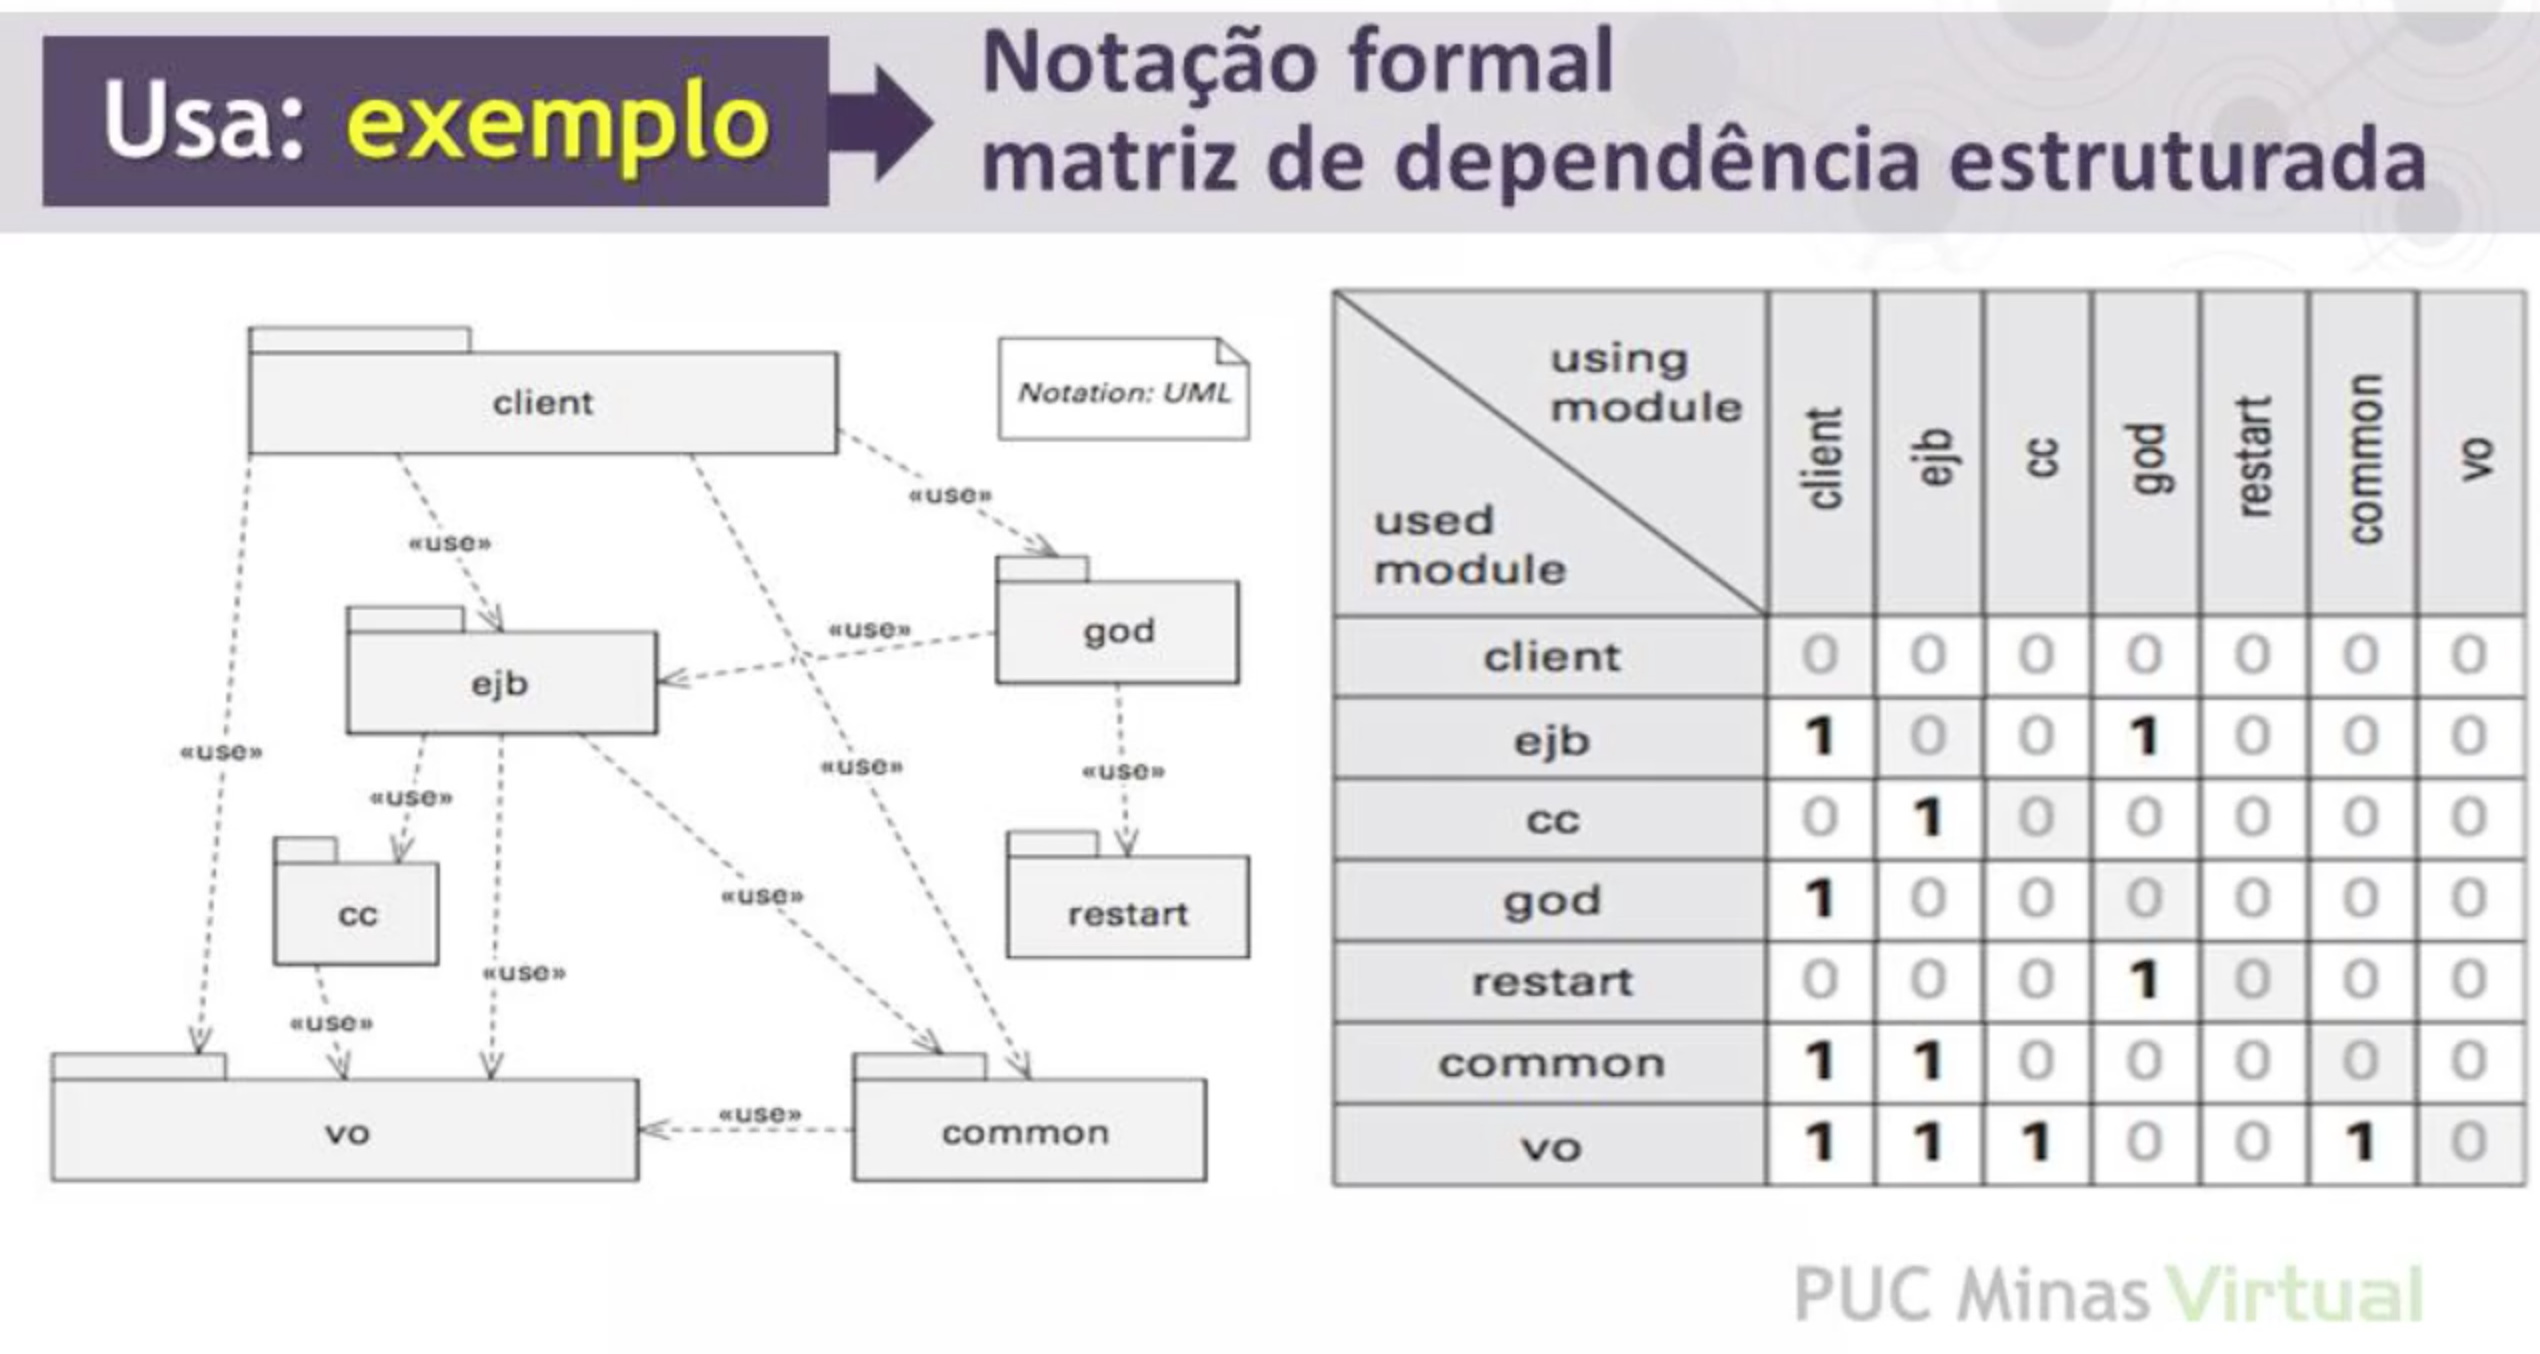 Usa: exemplo
Notação formal
matriz de dependência estruturada
client
Notation: UML
«use»
«use»
god
«use»
ejb
«use»
«use»
«use»
«use»
cc
«use»
restart
«use»
«use»
vo
«use»
common
using
module
used
module
client ejb cc god restart common vo
client 0 0 0 0 0 0 0
ejb 1 0 0 1 0 0 0
cc 0 1 0 0 0 0 0
god 1 0 0 0 0 0 0
restart 0 0 0 1 0 0 0
common 1 1 0 0 0 0 0
vo 1 1 1 0 0 1 0
PUC Minas Virtual